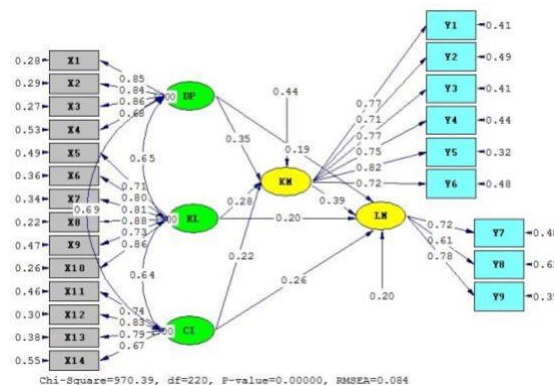 0.28 X1
0.29 X2
0.27 X3
0.53 X4
0.49 X5
0.36 X6
0.34 X7
0.22 X8
0.47 X9
0.26 X10
0.46 X11
0.30 X12
0.38 X13
0.55 X14
0.85
0.84
0.86
0.68
0.71
0.80
0.81
0.88
0.73
0.86
0.74
0.83
0.79
0.67
0.69
0.65
0.64
DP
KL
CI
0.35
0.28
0.22
0.44
0.19
0.20
0.26
KM
0.39
LM
0.20
0.77
0.71
0.77
0.75
0.82
0.72
0.72
0.61
0.78
Y1 0.41
Y2 0.49
Y3 0.41
Y4 0.44
Y5 0.32
Y6 0.48
Y7
Y8
Y9
Chi-Square=970.39, df=220, P-value=0.00000, RMSEA=0.084